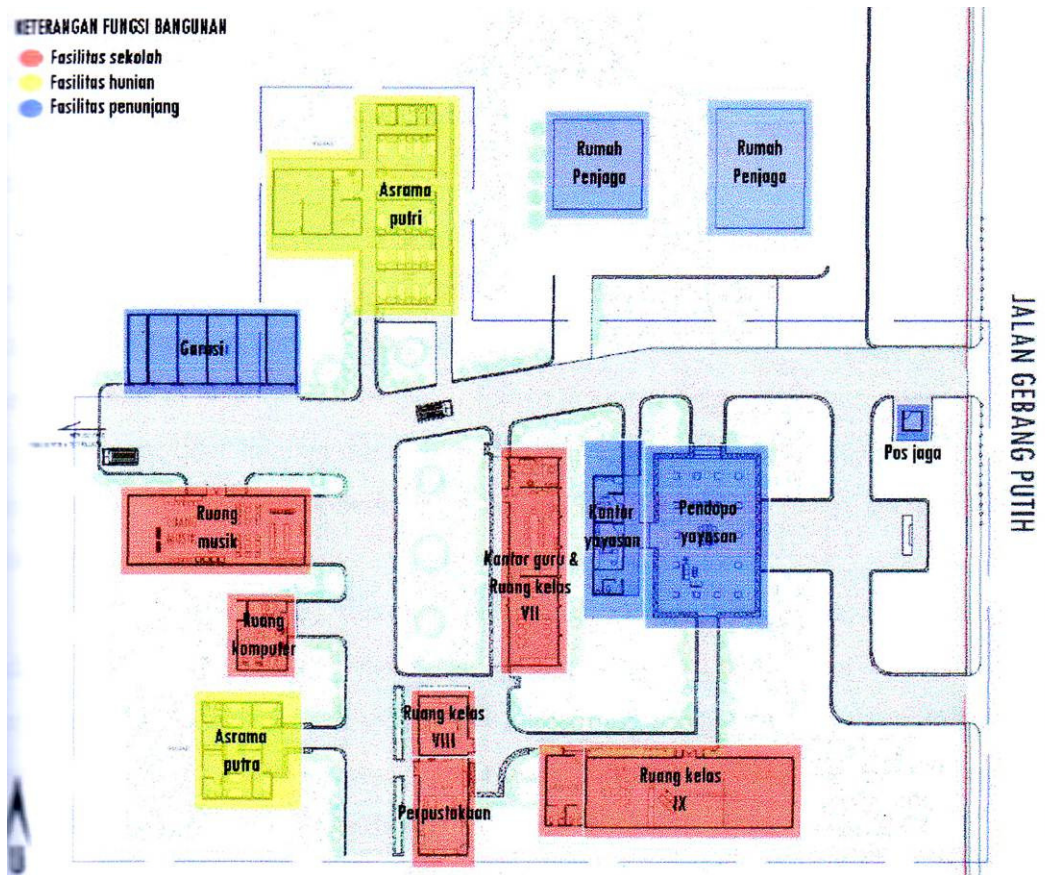 KETERANGAN FUNGSI BANGUNAN
Fasilitas sekolah
Fasilitas hunian
Fasilitas penunjang
Asrama
putri
Rumah
Penjaga
Rumah
Penjaga
Garasi
JALAN GEBANG PUTIH
Pos jaga
Ruang
musik
Kantor
yayasan
Pendopo
yayasan
Kantor guru &
Ruang kelas
VII
Ruang
komputer
Asrama
putra
Ruang kelas
VIII
Perpustakaan
Ruang kelas
IX
U